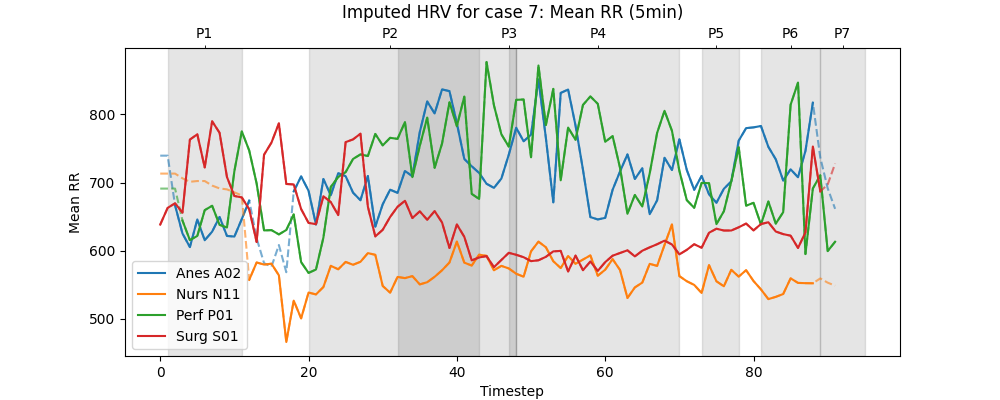 Imputed HRV for case 7: Mean RR (5min)
P1 P2 P3 P4 P5 P6 P7
Mean RR
800
700
600
500
Anes A02
Nurs N11
Perf P01
Surg S01
0 20 40 60 80
Timestep